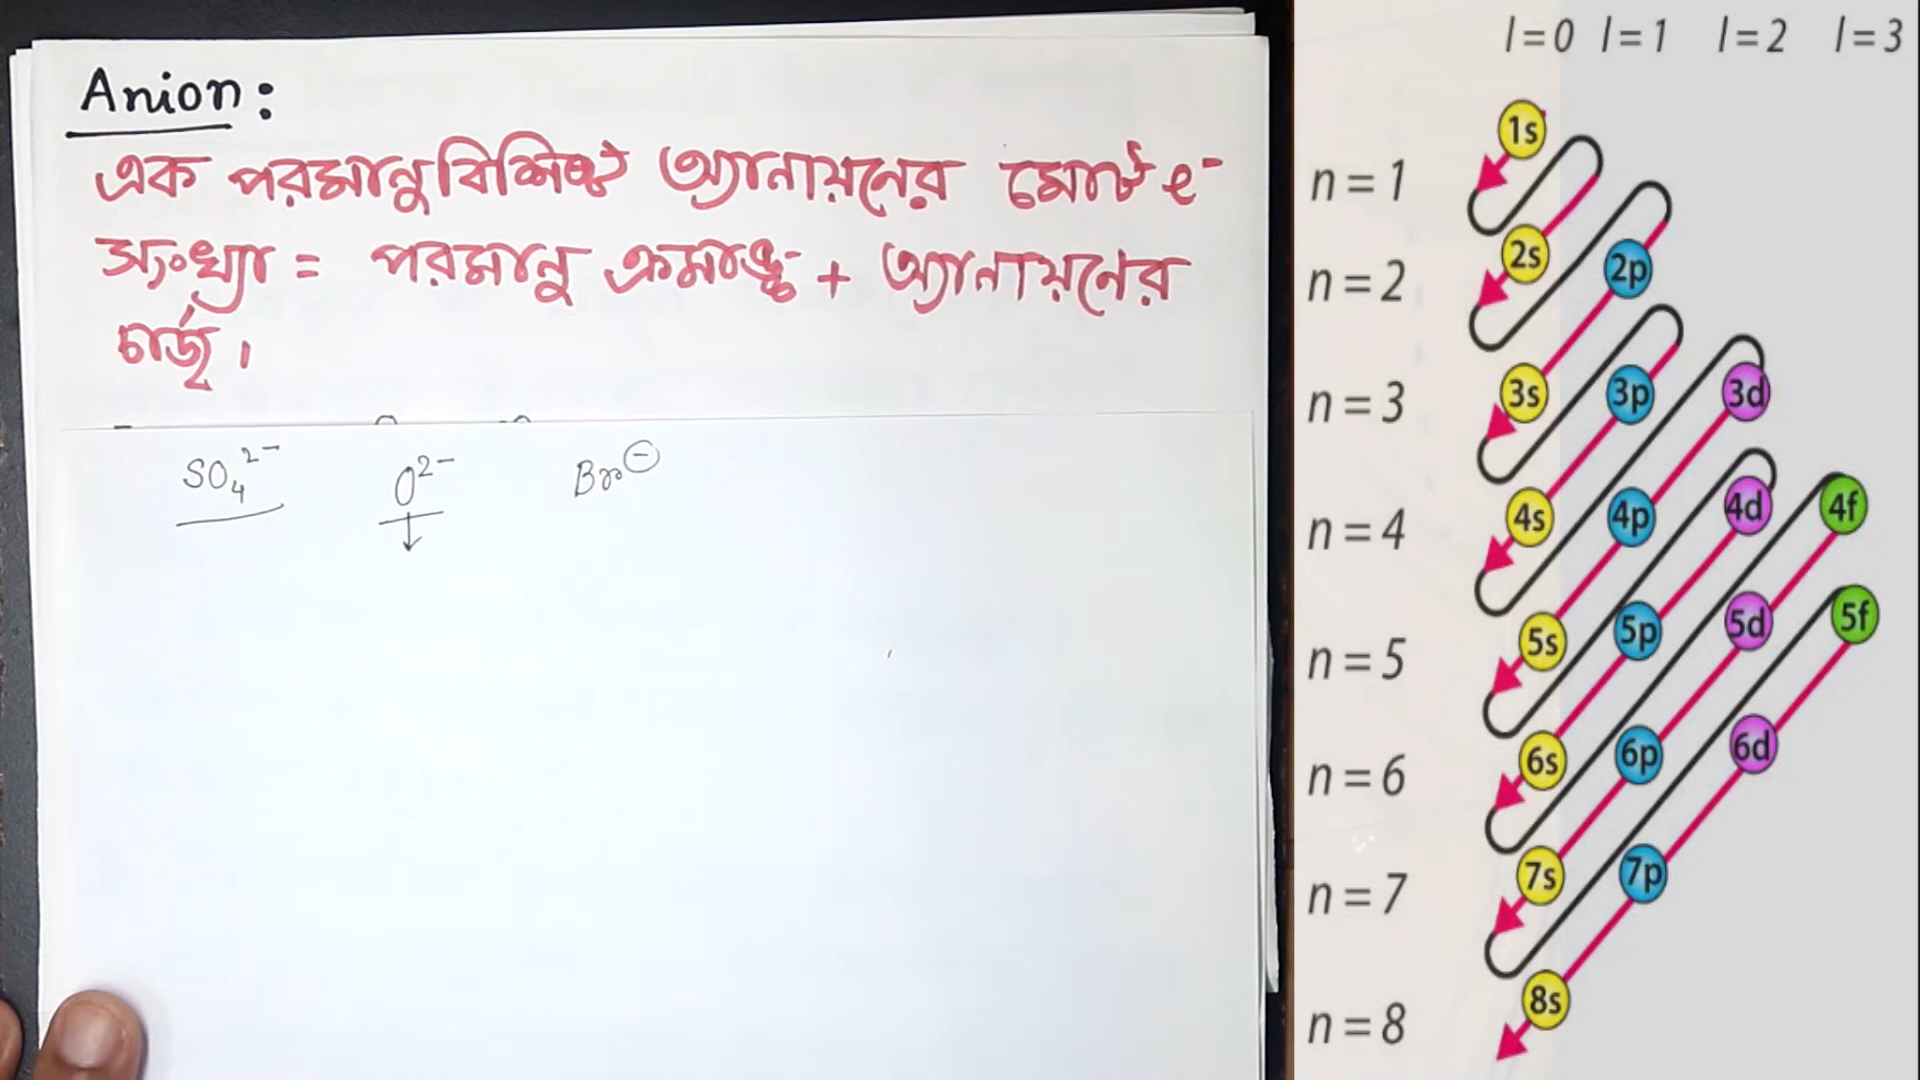 Anion:
এক পরমানুবিশিষ্ট অ্যানায়নের মোট e⁻
সংখ্যা = পরমানু ক্রমাঙ্ক + অ্যানায়নের
চার্জ।
SO₄²⁻ O²⁻ Br⊖
l=0 l=1 l=2 l=3
1s
n=1
2s 2p
n=2
3s 3p 3d
n=3
4s 4p 4d 4f
n=4
5s 5p 5d 5f
n=5
6s 6p 6d
n=6
7s 7p
n=7
8s
n=8